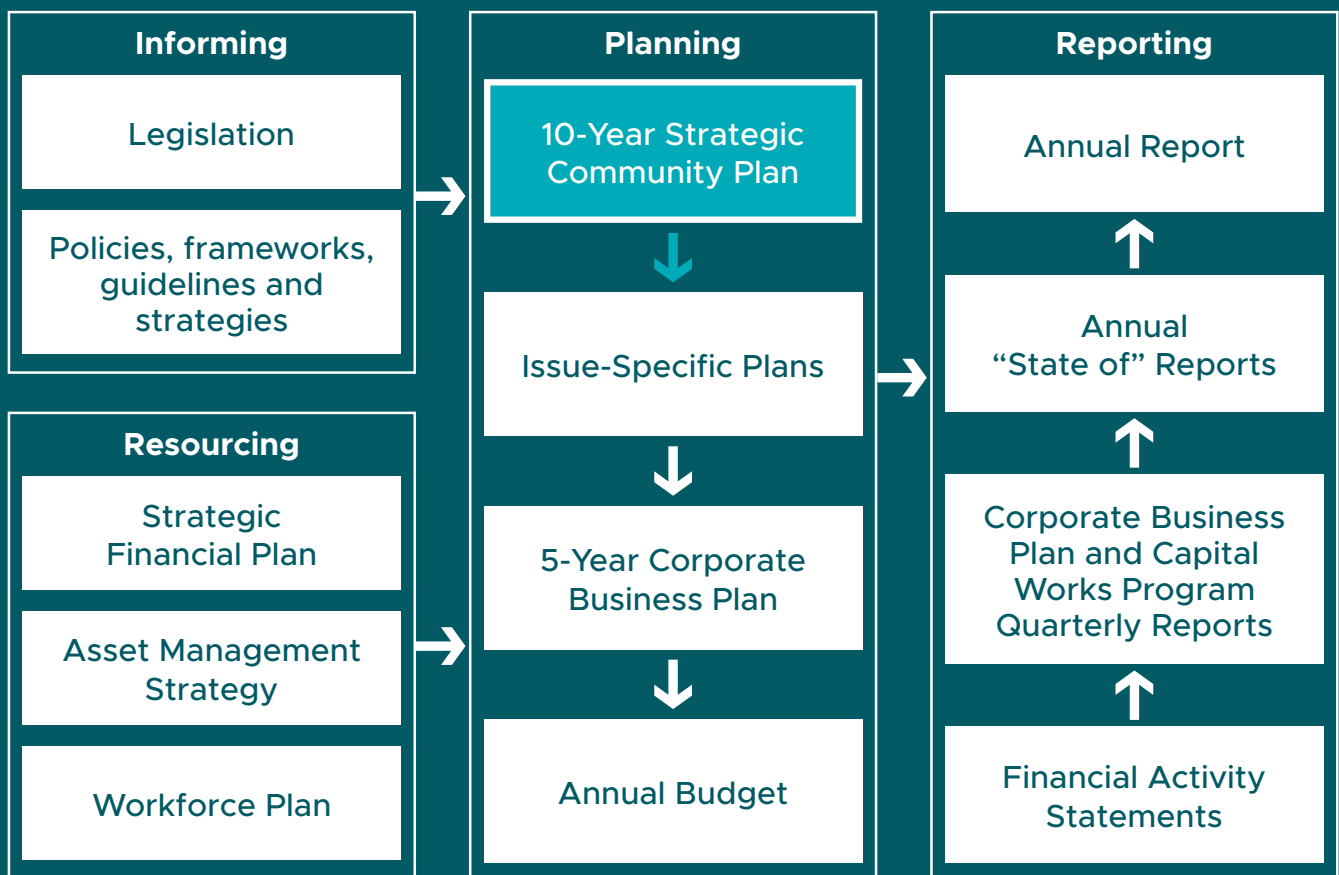 Informing
Legislation
Policies, frameworks,
guidelines and
strategies
Resourcing
Strategic
Financial Plan
Asset Management
Strategy
Workforce Plan
Planning
10-Year Strategic
Community Plan
Issue-Specific Plans
5-Year Corporate
Business Plan
Annual Budget
Reporting
Annual Report
Annual
“State of” Reports
Corporate Business
Plan and Capital
Works Program
Quarterly Reports
Financial Activity
Statements